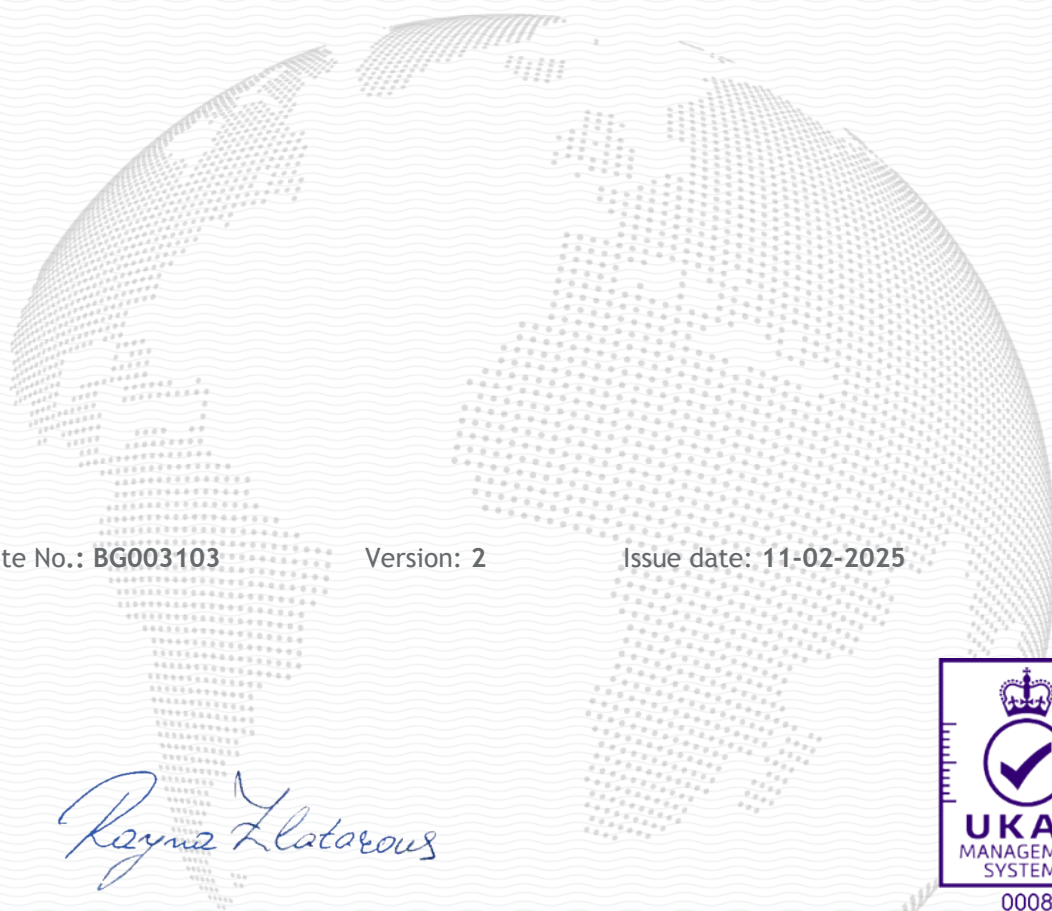 te No.: BG003103 Version: 2 Issue date: 11-02-2025
Rayna Zlatarova
UKA
MANAGEM
SYSTEM
0008